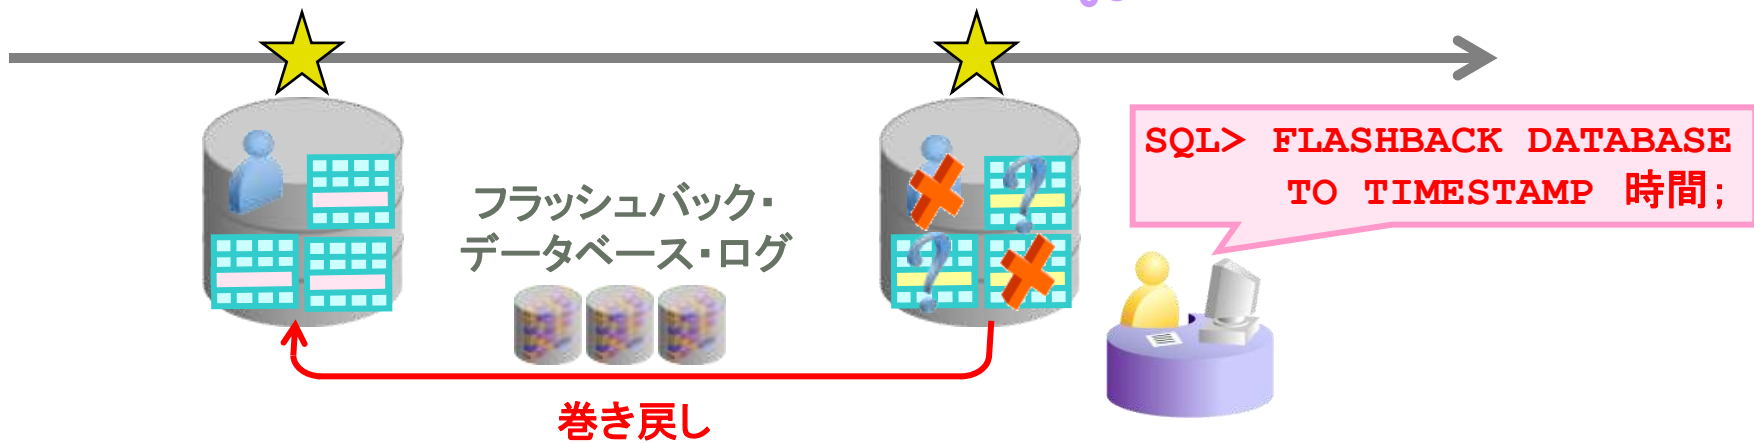 SQL> FLASHBACK DATABASE
TO TIMESTAMP 時間;
フラッシュバック・
データベース・ログ
巻き戻し